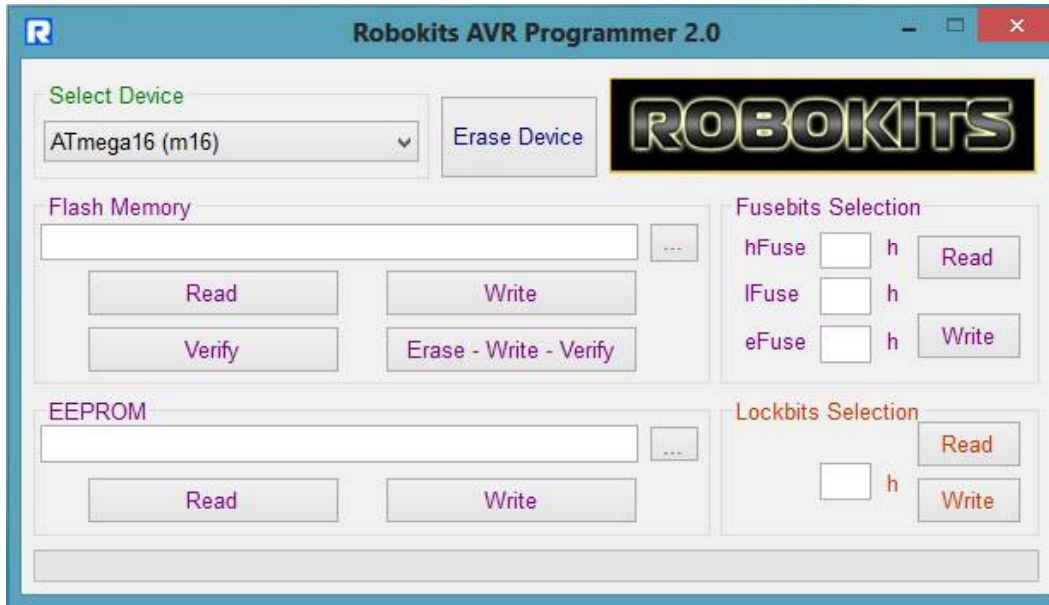 R Robokits AVR Programmer 2.0
Select Device
ATmega16 (m16)
Erase Device
ROBOKITS
Flash Memory
...
Read Write
Verify Erase - Write - Verify
Fusebits Selection
hFuse h Read
lFuse h
eFuse h Write
EEPROM
...
Read Write
Lockbits Selection
Read
h
Write